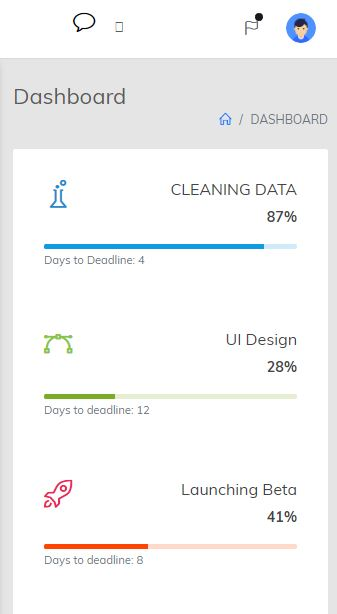 Dashboard
/ DASHBOARD
CLEANING DATA
87%
Days to Deadline: 4
UI Design
28%
Days to deadline: 12
Launching Beta
41%
Days to deadline: 8